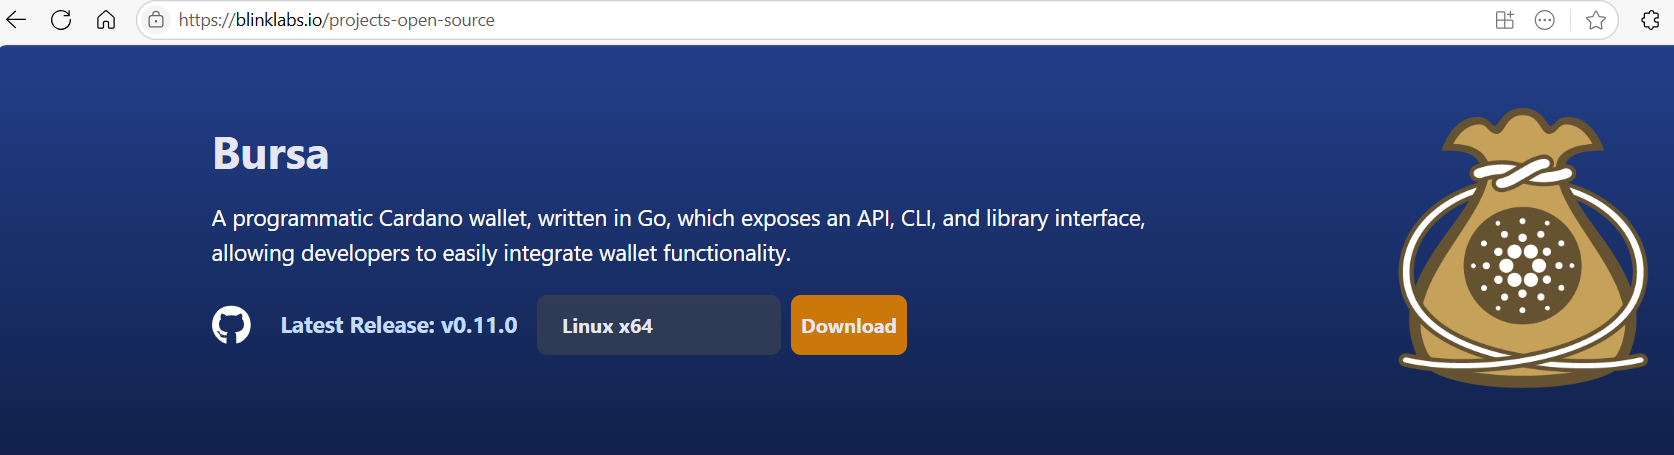 https://blinklabs.io/projects-open-source
Bursa
A programmatic Cardano wallet, written in Go, which exposes an API, CLI, and library interface,
allowing developers to easily integrate wallet functionality.
Latest Release: v0.11.0 Linux x64 Download